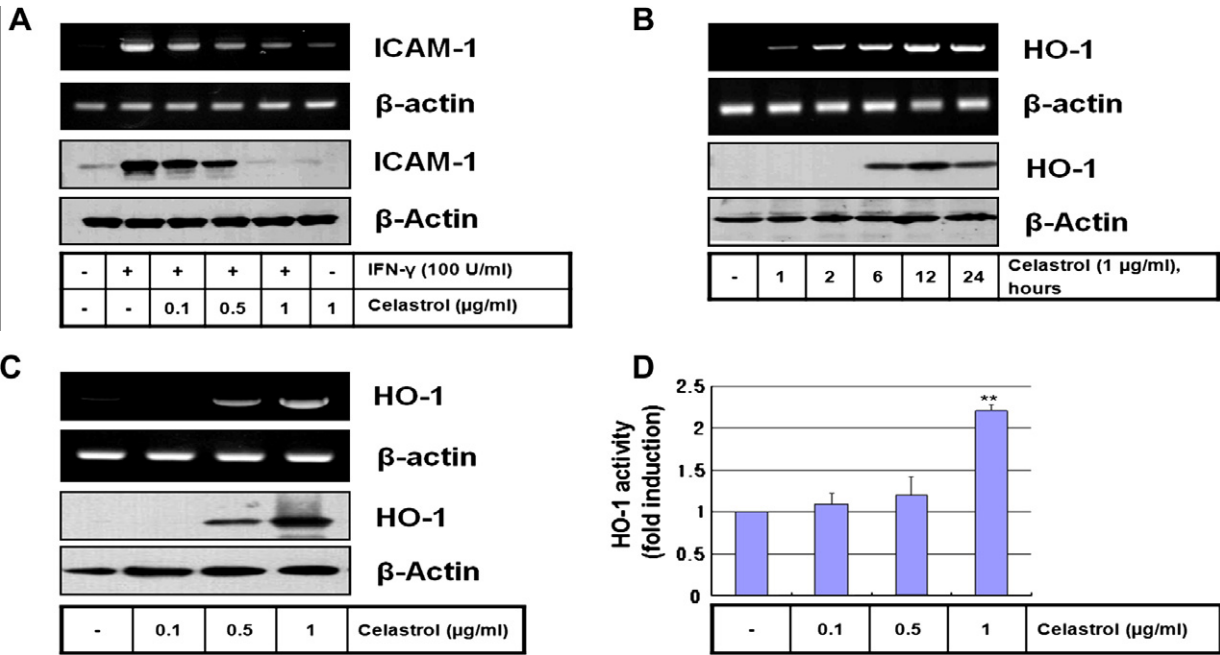 A
ICAM-1
β-actin
ICAM-1
β-Actin
- + + + + - IFN-γ (100 U/ml)
- - 0.1 0.5 1 1 Celastrol (μg/ml)
B
HO-1
β-actin
HO-1
β-Actin
- 1 2 6 12 24 Celastrol (1 μg/ml),
hours
C
HO-1
β-actin
HO-1
β-Actin
- 0.1 0.5 1 Celastrol (μg/ml)
D
HO-1 activity
(fold induction)
2.5
2
1.5
1
0.5
0
**
- 0.1 0.5 1 Celastrol (μg/ml)